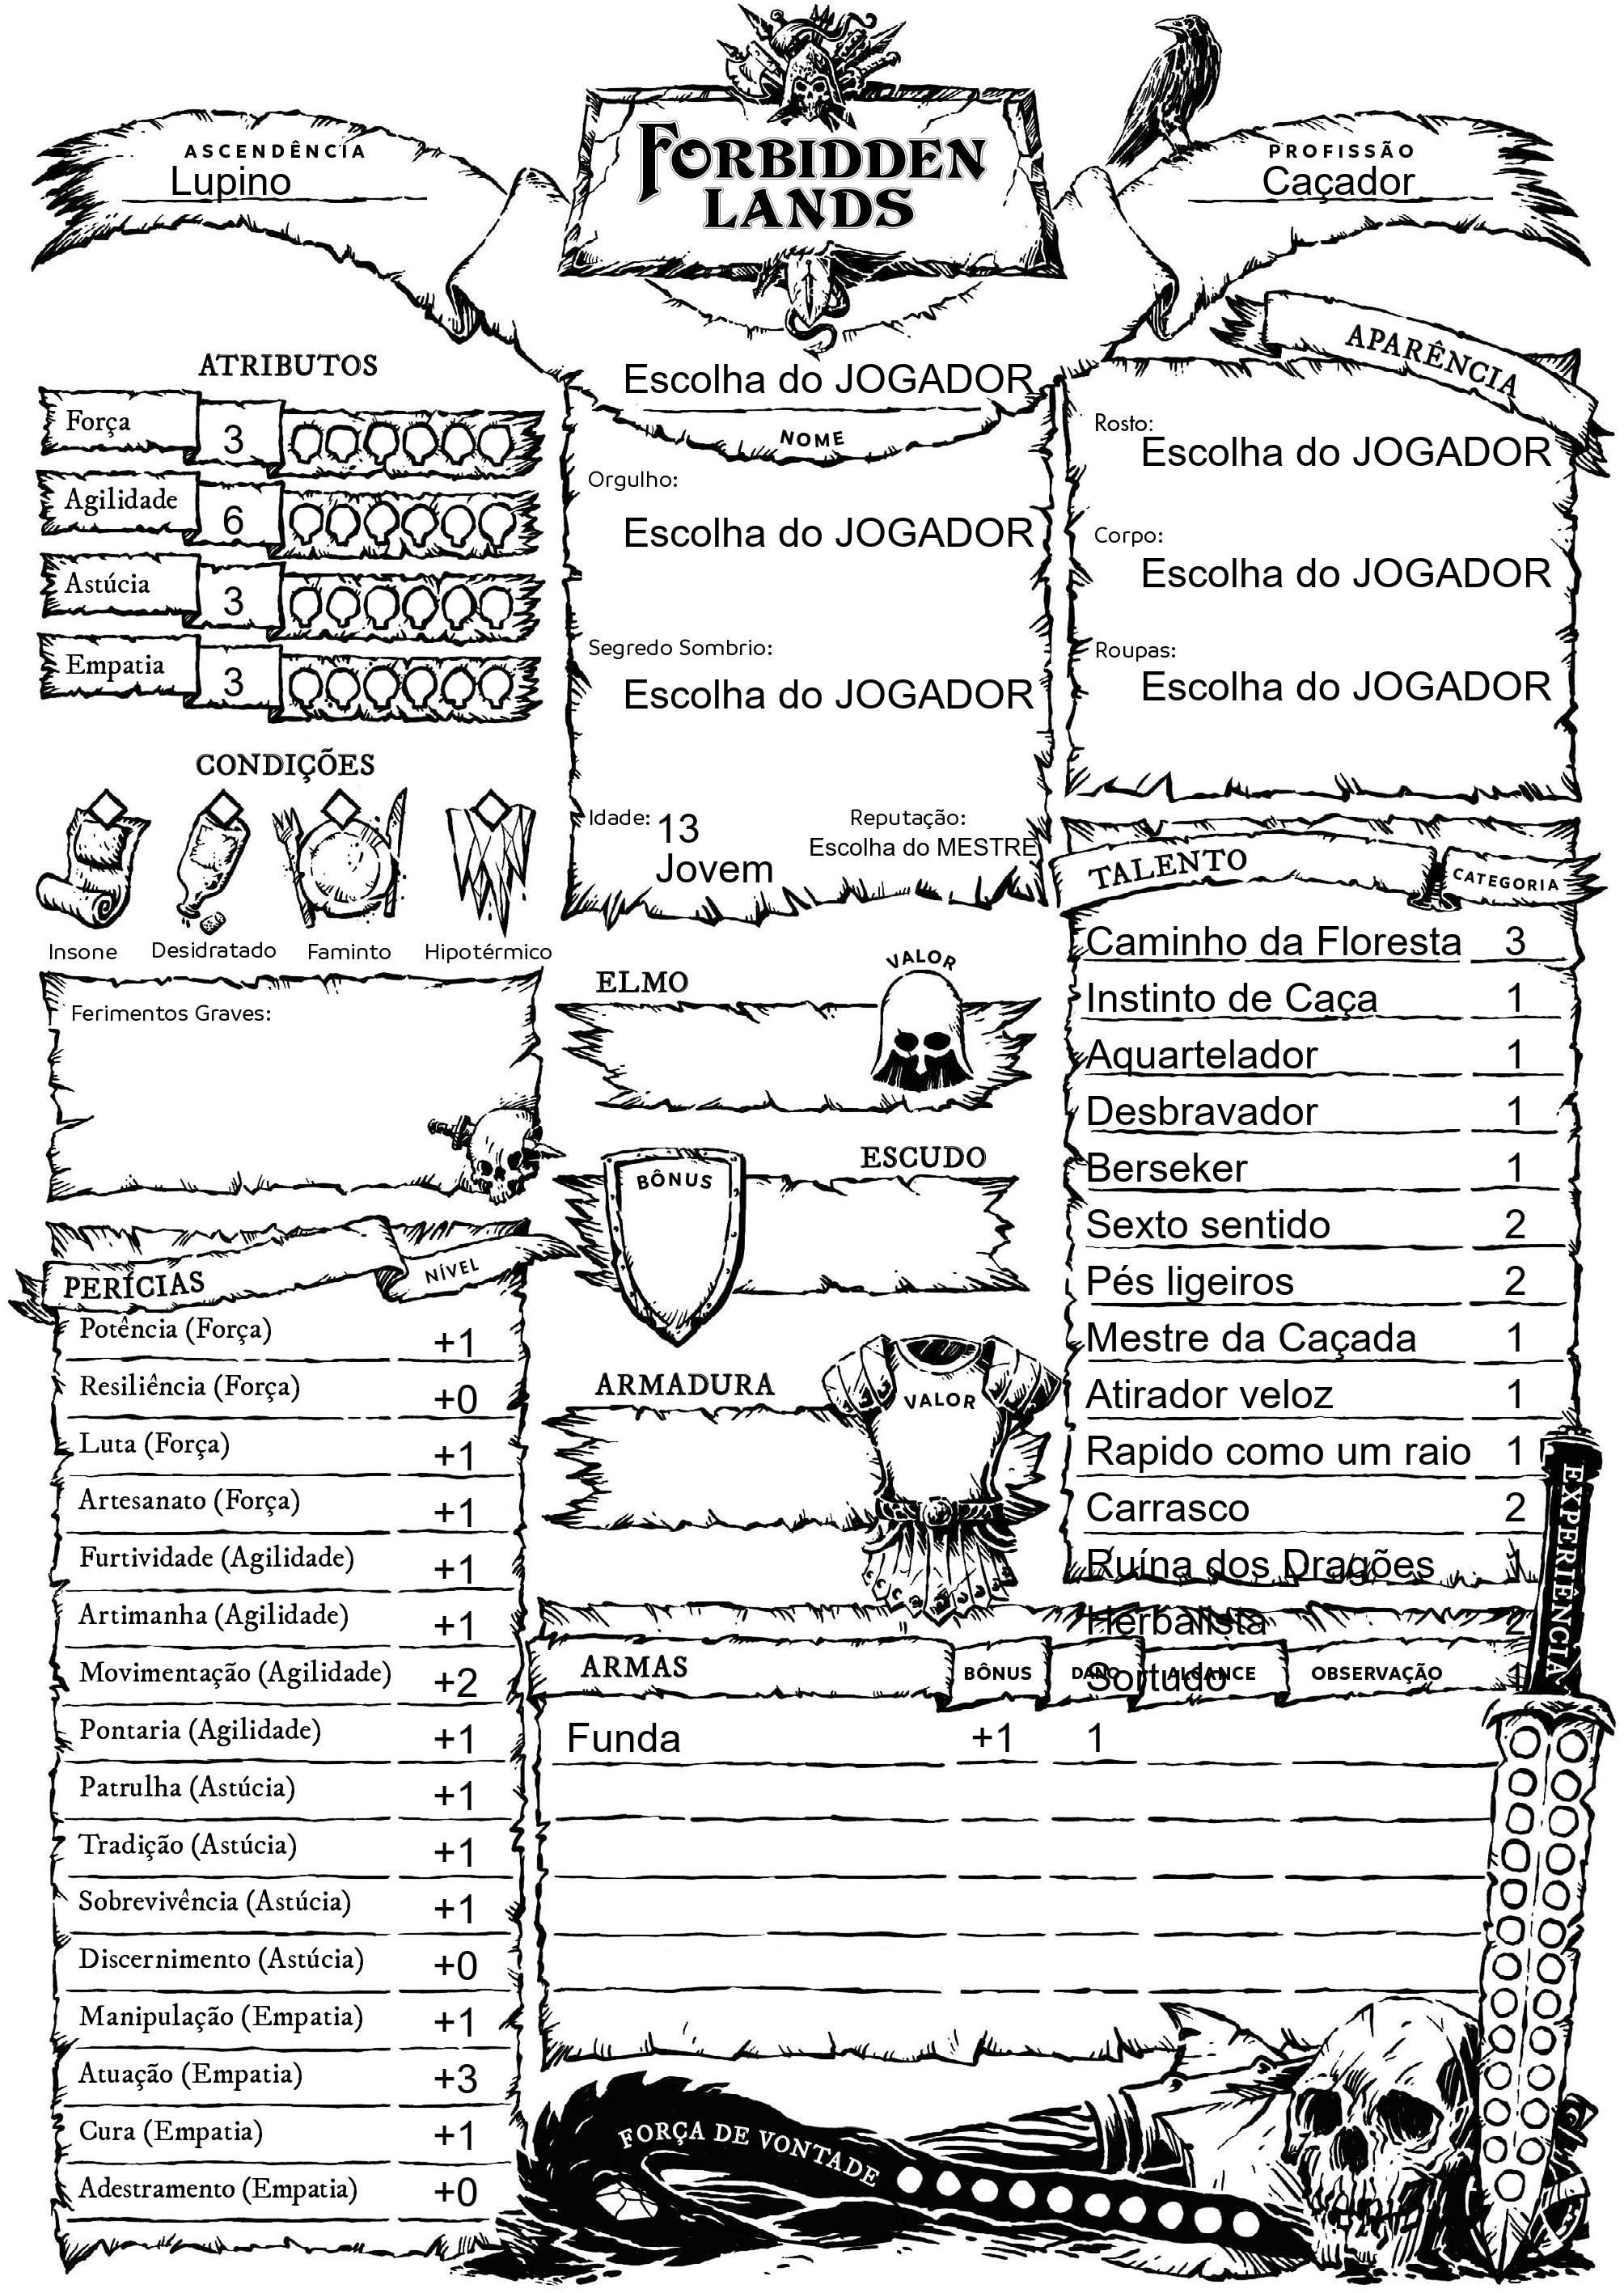 FORBIDDEN
LANDS
ASCENDÊNCIA
Lupino
PROFISSÃO
Caçador
Escolha do JOGADOR
NOME
ATRIBUTOS
Força 3
Agilidade 6
Astúcia 3
Empatia 3
CONDIÇÕES
Insone Desidratado Faminto Hipotérmico
Ferimentos Graves:
PERÍCIAS NÍVEL
Potência (Força) +1
Resiliência (Força) +0
Luta (Força) +1
Artesanato (Força) +1
Furtividade (Agilidade) +1
Artimanha (Agilidade) +1
Movimentação (Agilidade) +2
Pontaria (Agilidade) +1
Patrulha (Astúcia) +1
Tradição (Astúcia) +1
Sobrevivência (Astúcia) +1
Discernimento (Astúcia) +0
Manipulação (Empatia) +1
Atuação (Empatia) +3
Cura (Empatia) +1
Adestramento (Empatia) +0
Orgulho:
Escolha do JOGADOR
Segredo Sombrio:
Escolha do JOGADOR
Idade: 13
Jovem
Reputação:
Escolha do MESTRE
ELMO VALOR
ESCUDO
BÔNUS
ARMADURA VALOR
APARÊNCIA
Rosto:
Escolha do JOGADOR
Corpo:
Escolha do JOGADOR
Roupas:
Escolha do JOGADOR
TALENTO CATEGORIA
Caminho da Floresta 3
Instinto de Caça 1
Aquartelador 1
Desbravador 1
Berseker 1
Sexto sentido 2
Pés ligeiros 2
Mestre da Caçada 1
Atirador veloz 1
Rapido como um raio 1
Carrasco 2
Ruína dos Dragões 1
Herbalista 2
Sortudo 1
EXPERIÊNCIA
ARMAS BÔNUS DANO ALCANCE OBSERVAÇÃO
Funda +1 1
FORÇA DE VONTADE